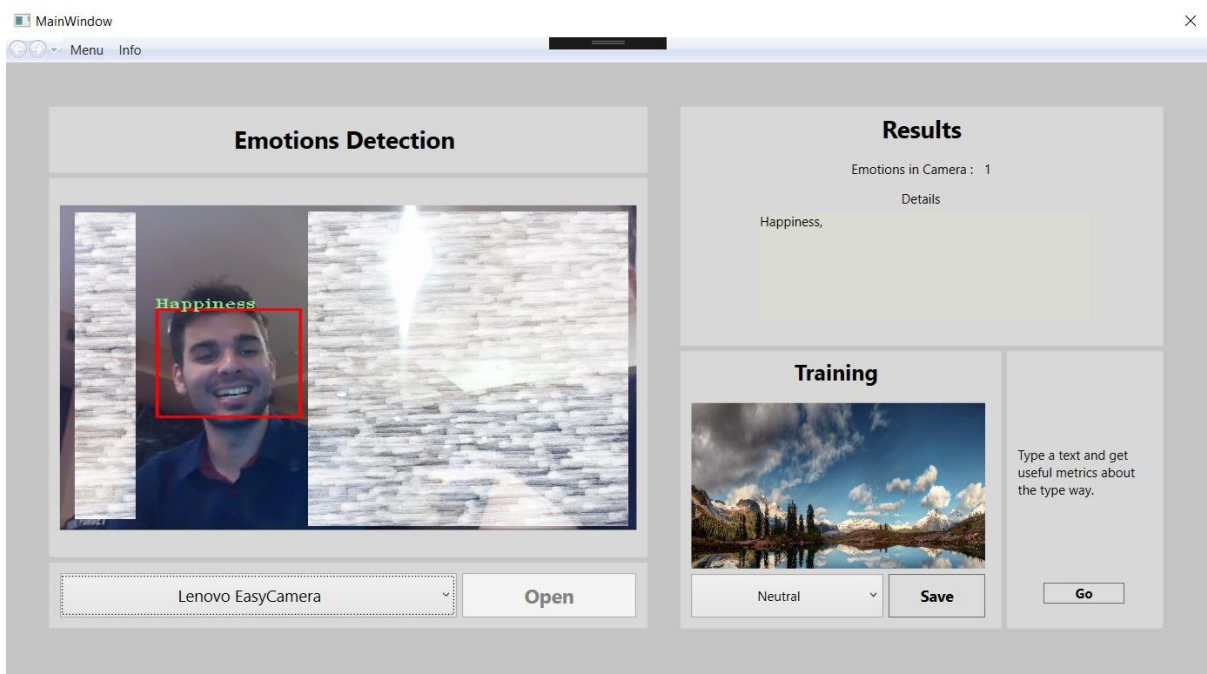 MainWindow
Menu Info
Emotions Detection
Happiness
Lenovo EasyCamera
Open
Results
Emotions in Camera : 1
Details
Happiness,
Training
Neutral
Save
Type a text and get
useful metrics about
the type way.
Go